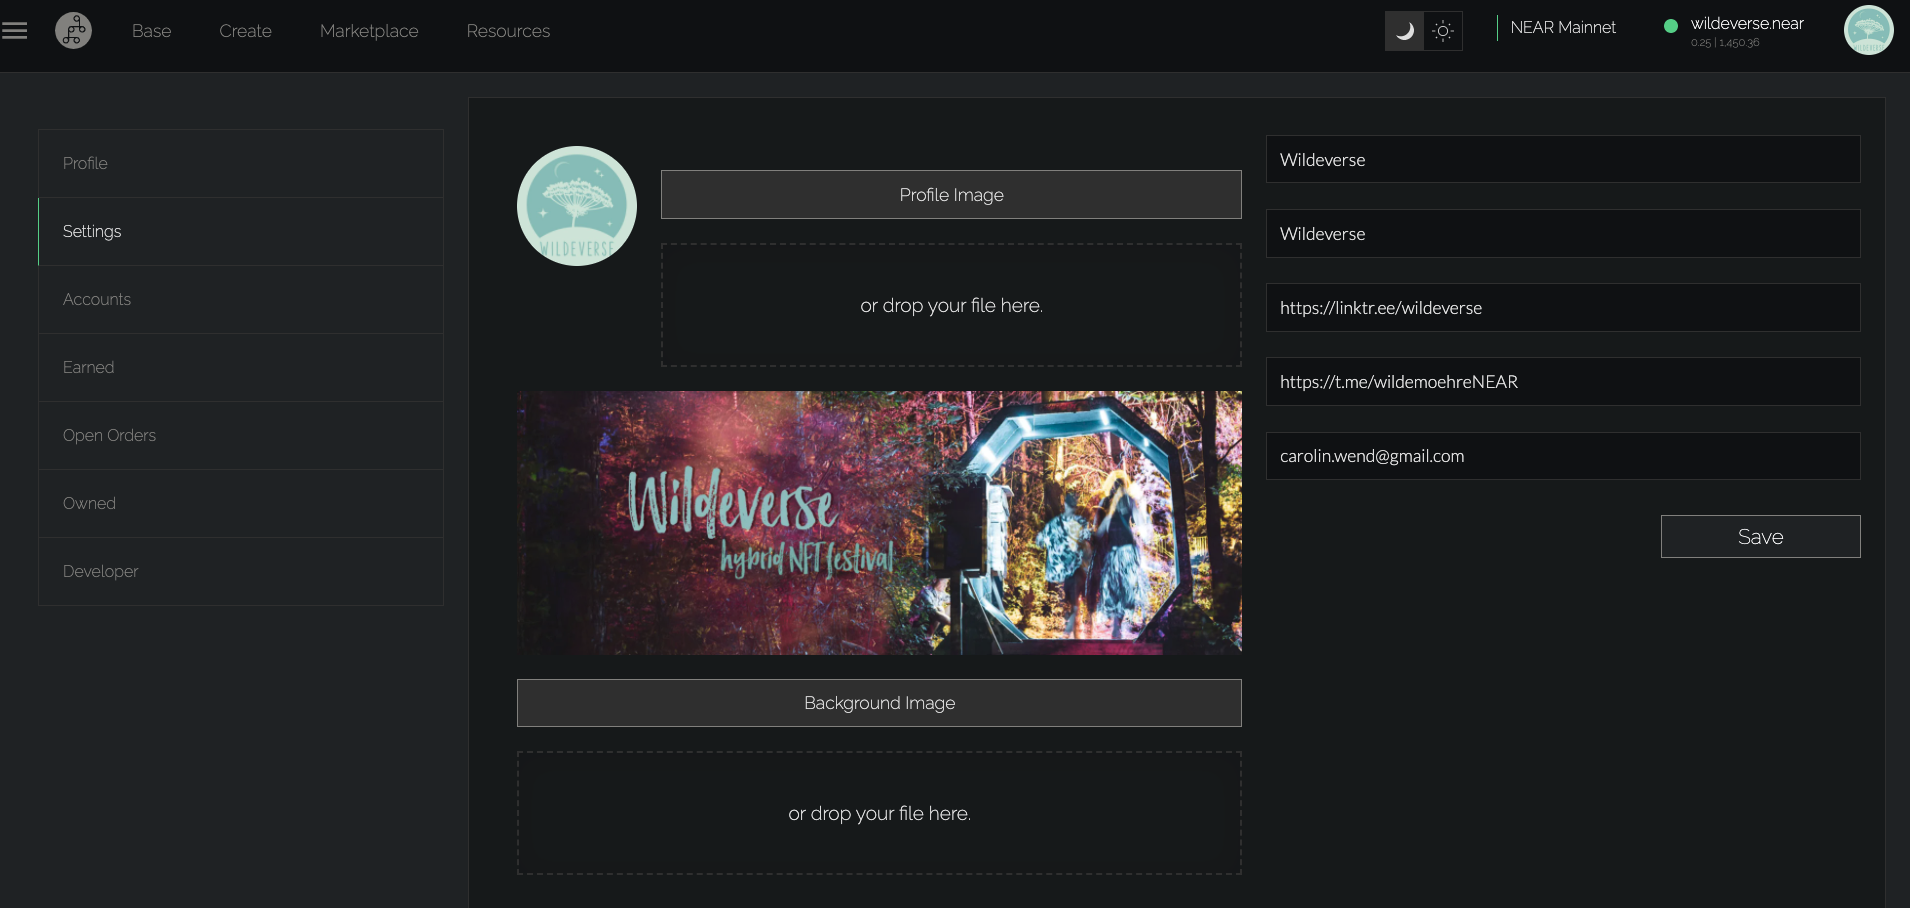 Base
Create
Marketplace
Resources
NEAR Mainnet
wildeverse.near
0.25 | 1,450.36
WILDEVERSE
Profile
Settings
Accounts
Earned
Open Orders
Owned
Developer
WILDEVERSE
Profile Image
or drop your file here.
Wildeverse
hybrid NFT festival
Background Image
or drop your file here.
Wildeverse
Wildeverse
https://linktr.ee/wildeverse
https://t.me/wildemoehreNEAR
carolin.wend@gmail.com
Save